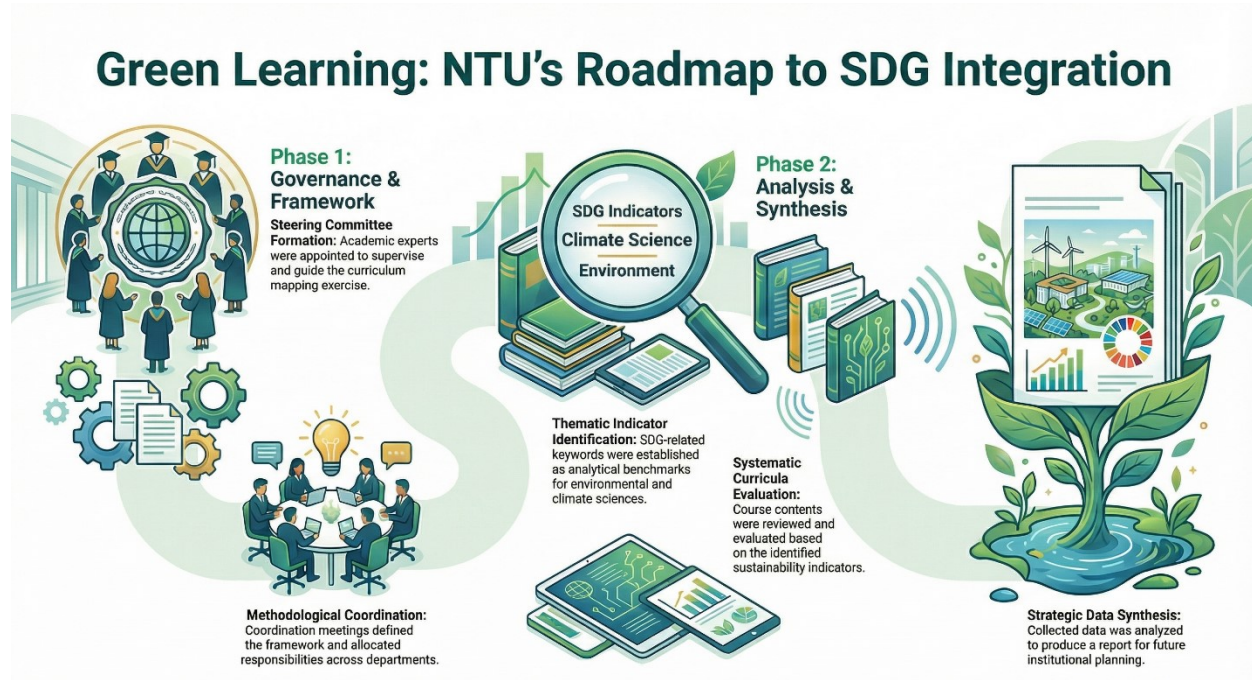 Green Learning: NTU's Roadmap to SDG Integration
Phase 1:
Governance &
Framework
Steering Committee
Formation: Academic experts
were appointed to supervise
and guide the curriculum
mapping exercise.
Methodological Coordination:
Coordination meetings defined
the framework and allocated
responsibilities across departments.
SDG Indicators
Climate Science
Environment
Thematic Indicator
Identification: SOG-related
keywords were established
as analytical benchmarks
for environmental and
climate sciences.
Phase 2:
Analysis &
Synthesis
Systematic
Curricula
Evaluation:
Course contents
were reviewed and
evaluated based
on the identified
sustainability indicators.
Strategic Data Synthesis:
Collected data was analyzed
to produce a report for future
institutional planning.